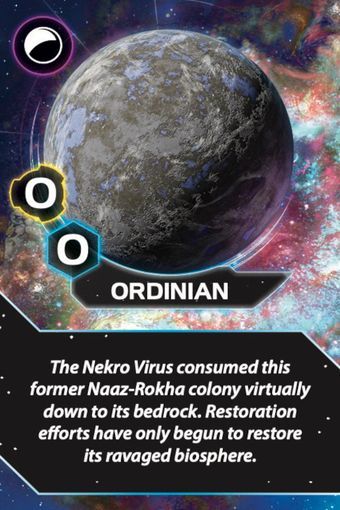 0
0
ORDINIAN
The Nekro Virus consumed this
former Naaz-Rokha colony virtually
down to its bedrock. Restoration
efforts have only begun to restore
its ravaged biosphere.